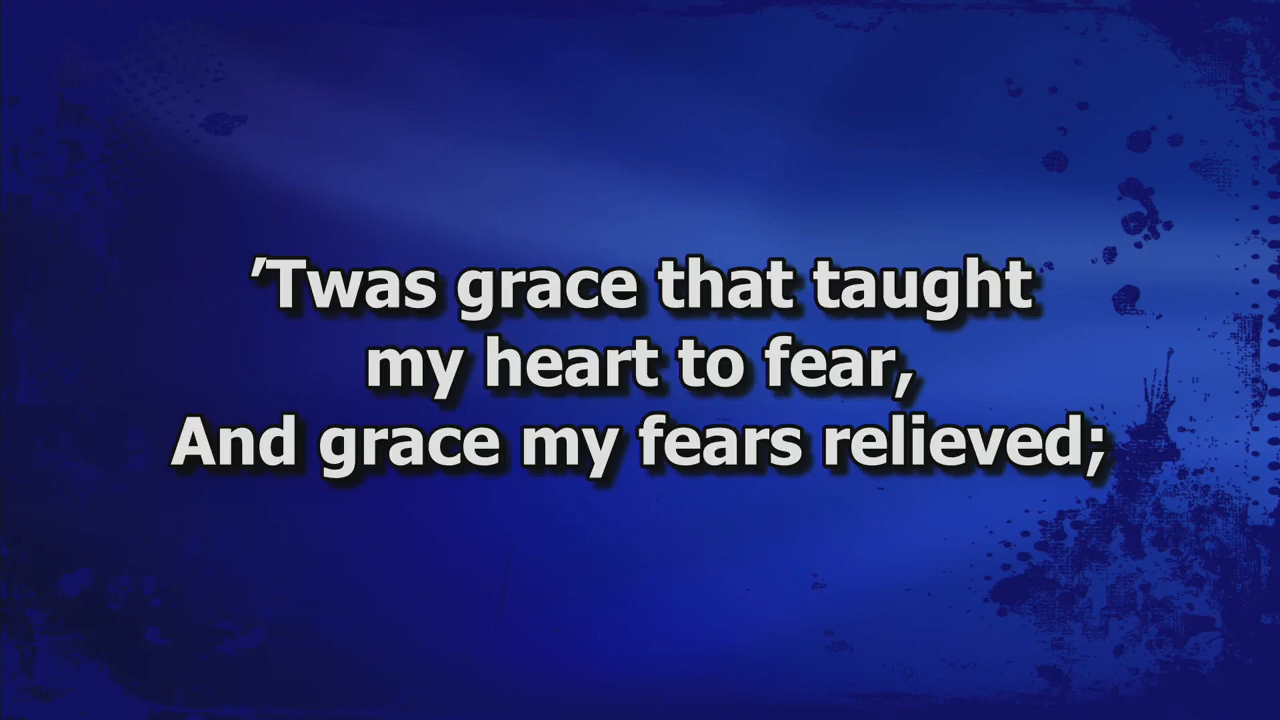 ’Twas grace that taught
my heart to fear,
And grace my fears relieved;